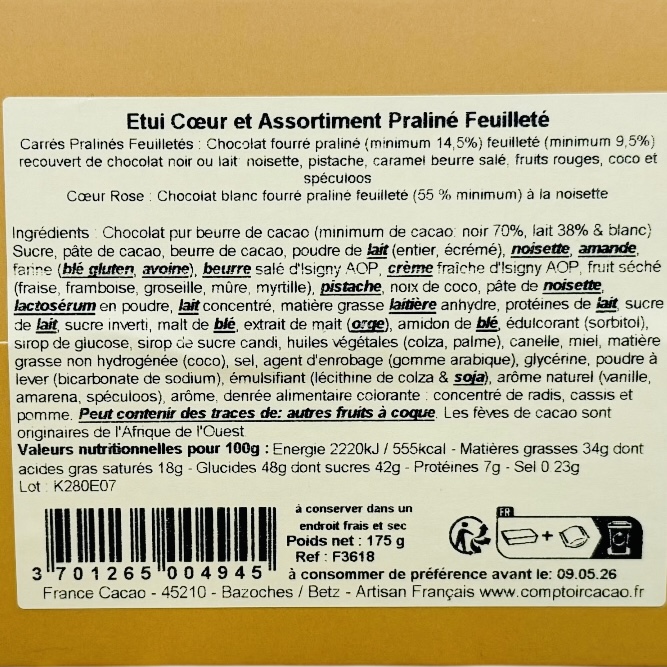 Etui Cœur et Assortiment Praliné Feuilleté
Carrés Pralinés Feuilletés : Chocolat fourré praliné (minimum 14,5%) feuilleté (minimum 9,5%)
recouvert de chocolat noir ou lait: noisette, pistache, caramel beurre salé, fruits rouges, coco et
spéculoos
Cœur Rose : Chocolat blanc fourré praliné feuilleté (55 % minimum) à la noisette
Ingrédients : Chocolat pur beurre de cacao (minimum de cacao: noir 70%, lait 38% & blanc)
Sucre, pâte de cacao, beurre de cacao, poudre de lait (entier, écrémé), noisette, amande,
farine (blé gluten, avoine), beurre salé d'Isigny AOP, crème fraîche d'Isigny AOP, fruit séché
(fraise, framboise, groseille, mûre, myrtille), pistache, noix de coco, pâte de noisette,
lactosérum en poudre, lait concentré, matière grasse laitière anhydre, protéines de lait, sucre
de lait, sucre inverti, malt de blé, extrait de malt (orge), amidon de blé, édulcorant (sorbitol),
sirop de glucose, sirop de sucre candi, huiles végétales (colza, palme), canelle, miel, matière
grasse non hydrogénée (coco), sel, agent d'enrobage (gomme arabique), glycérine, poudre à
lever (bicarbonate de sodium), émulsifiant (lécithine de colza & soja), arôme naturel (vanille,
amarena, spéculoos), arôme, denrée alimentaire colorante : concentré de radis, cassis et
pomme. Peut contenir des traces de: autres fruits à coque. Les fèves de cacao sont
originaires de l'Afrique de l'Ouest
Valeurs nutritionnelles pour 100g : Energie 2220kJ / 555kcal - Matières grasses 34g dont
acides gras saturés 18g - Glucides 48g dont sucres 42g - Protéines 7g - Sel 0.23g
Lot : K280E07
à conserver dans un
endroit frais et sec
Poids net : 175 g
Ref : F3618
FR
3 701265 004945
à consommer de préférence avant le: 09.05.26
France Cacao - 45210 - Bazoches / Betz - Artisan Français www.comptoircacao.fr